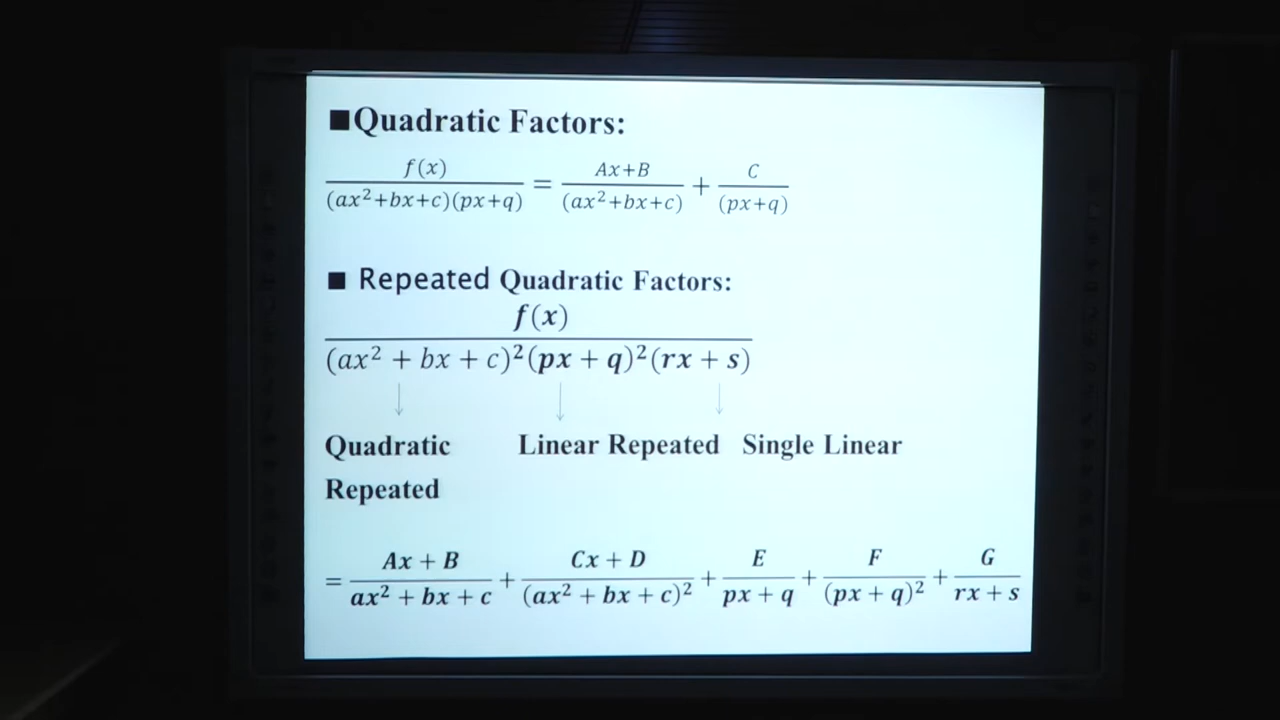 ■Quadratic Factors:
f(x)/((ax²+bx+c)(px+q)) = (Ax+B)/((ax²+bx+c)) + C/((px+q))
■ Repeated Quadratic Factors:
f(x)
(ax² + bx + c)²(px + q)²(rx + s)
Quadratic Linear Repeated Single Linear
Repeated
= (Ax + B)/(ax² + bx + c) + (Cx + D)/((ax² + bx + c)²) + E/(px + q) + F/((px + q)²) + G/(rx + s)